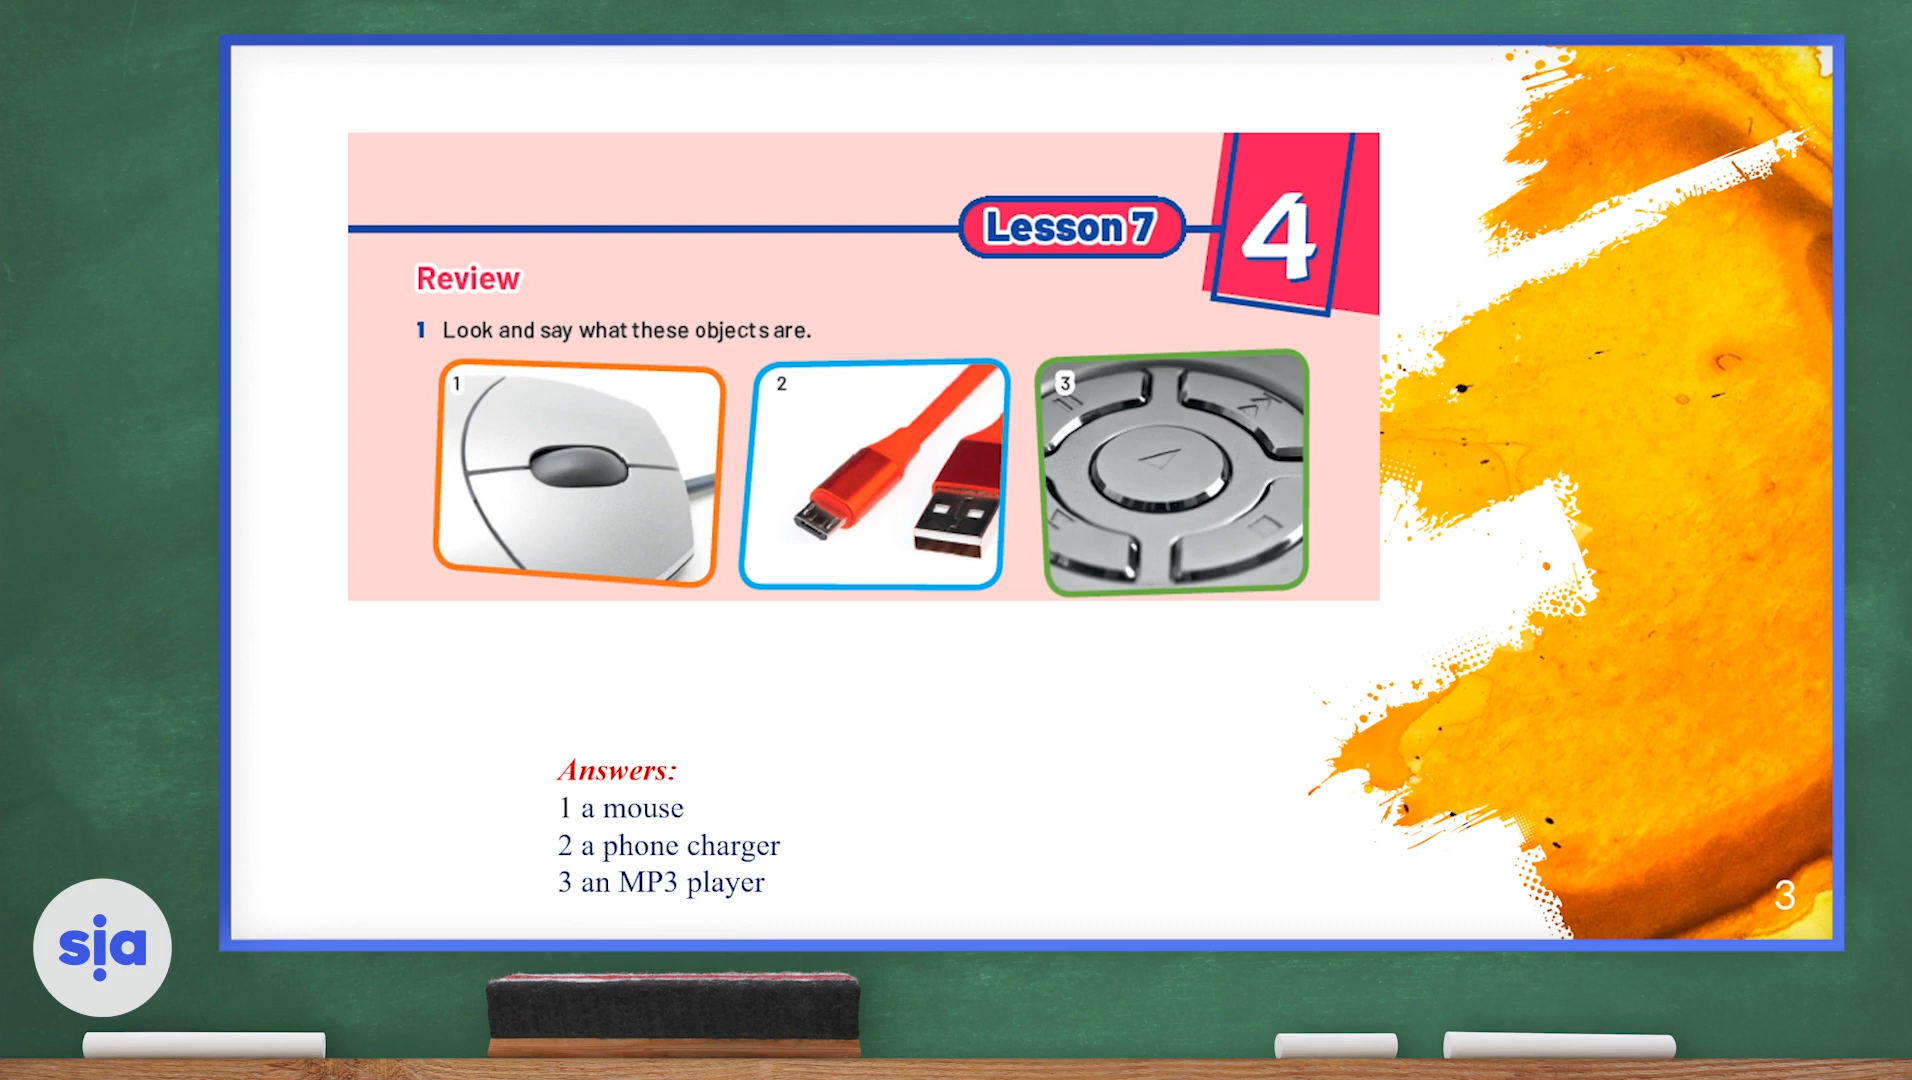 Lesson 7
4
Review
1 Look and say what these objects are.
1
2
3
Answers:
1 a mouse
2 a phone charger
3 an MP3 player
3
sia